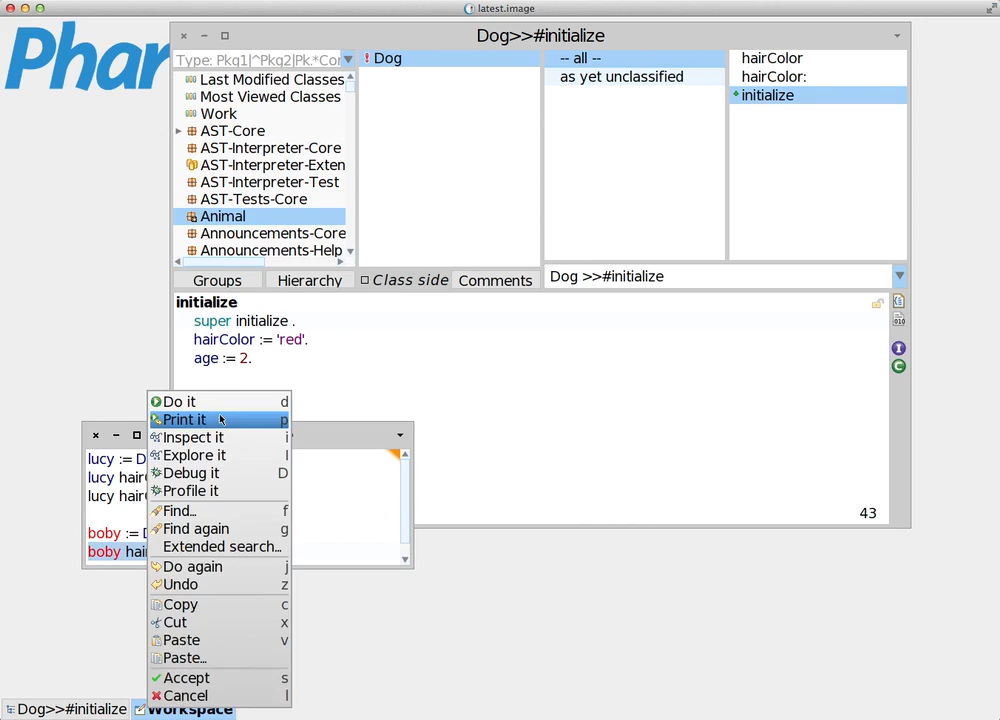 latest.image
Phar
Dog>>#initialize
Type: Pkg1|^Pkg2|Pk.*Cor
Last Modified Classes
Most Viewed Classes
Work
AST-Core
AST-Interpreter-Core
AST-Interpreter-Exten
AST-Interpreter-Test
AST-Tests-Core
Animal
Announcements-Core
Announcements-Help
Dog
-- all --
as yet unclassified
hairColor
hairColor:
initialize
Groups
Hierarchy
Class side
Comments
Dog >>#initialize
initialize
super initialize .
hairColor := 'red'.
age := 2.
43
lucy := D
lucy hair
lucy hair
boby := D
boby hai
Do it d
Print it p
Inspect it i
Explore it I
Debug it D
Profile it
Find... f
Find again g
Extended search...
Do again j
Undo z
Copy c
Cut x
Paste v
Paste...
Accept s
Cancel l
Dog>>#initialize
Workspace